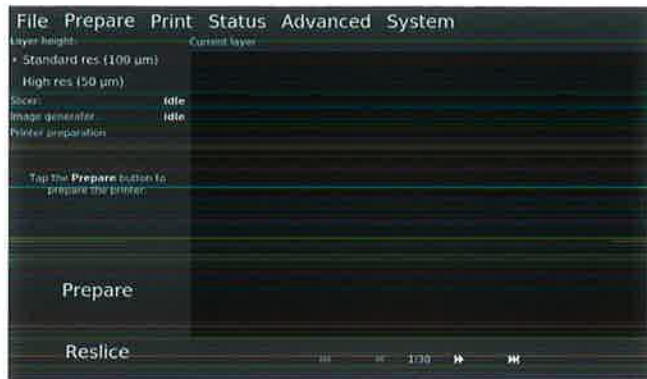 File Prepare Print Status Advanced System
Layer height: Current layer
• Standard res (100 µm)
High res (50 µm)
Slicer: Idle
Image generator: Idle
Printer preparation
Tap the Prepare button to
prepare the printer.
Prepare
Reslice
1/30